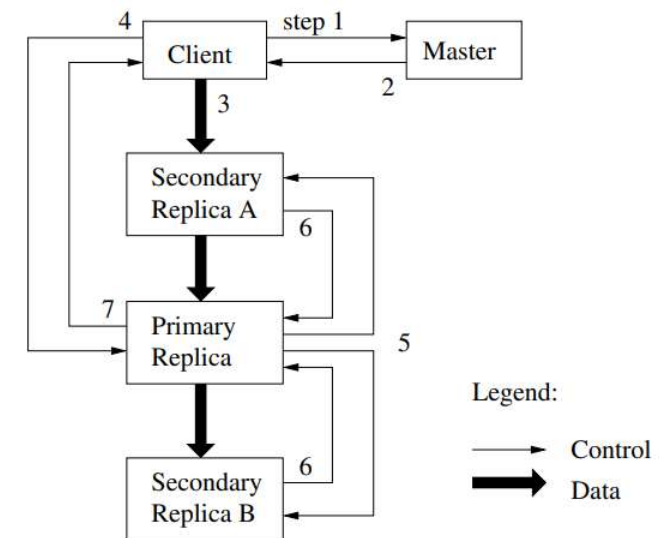 4
step 1
Client
Master
2
3
Secondary
Replica A
6
7
Primary
Replica
5
Legend:
6
Control
Secondary
Replica B
Data